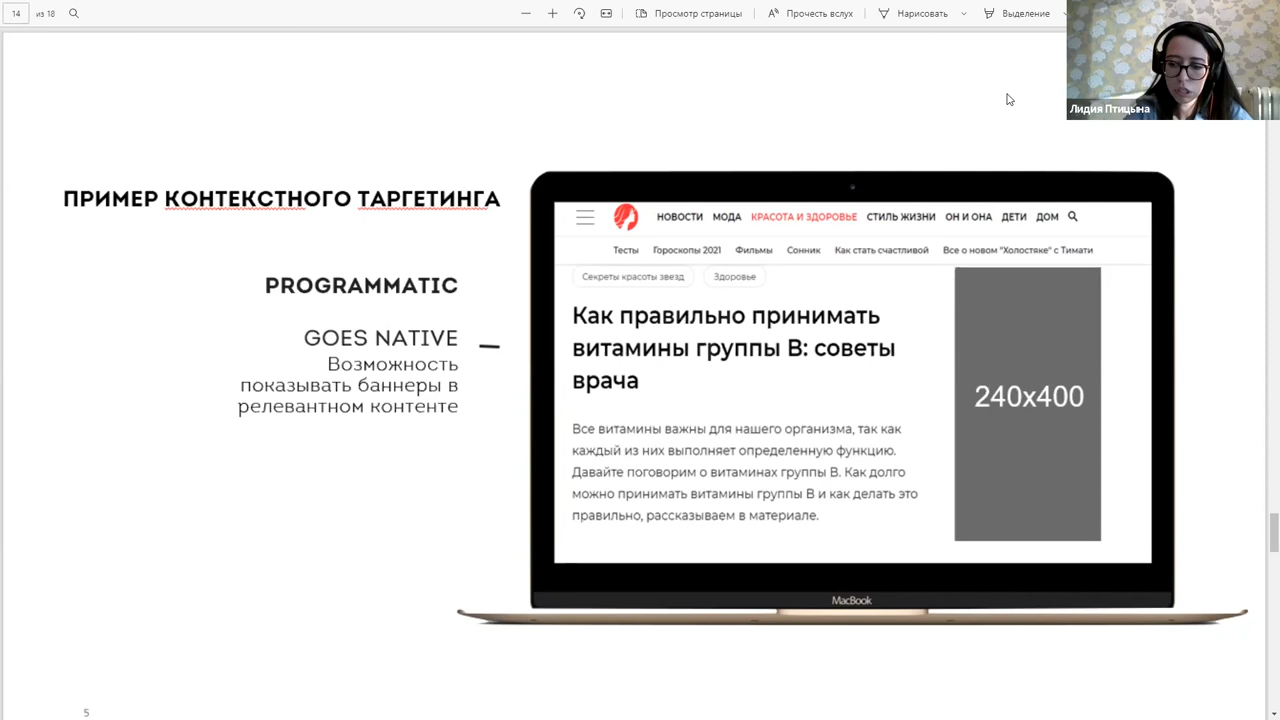 14 из 18 Просмотр страницы Прочесть вслух Нарисовать Выделение
Лидия Птицына
ПРИМЕР КОНТЕКСТНОГО ТАРГЕТИНГА
PROGRAMMATIC
GOES NATIVE
Возможность
показывать баннеры в
релевантном контенте
НОВОСТИ МОДА КРАСОТА И ЗДОРОВЬЕ СТИЛЬ ЖИЗНИ ОН И ОНА ДЕТИ ДОМ
Тесты Гороскопы 2021 Фильмы Сонник Как стать счастливой Все о новом "Холостяке" с Тимати
Секреты красоты звезд Здоровье
Как правильно принимать
витамины группы В: советы
врача
Все витамины важны для нашего организма, так как
каждый из них выполняет определенную функцию.
Давайте поговорим о витаминах группы В. Как долго
можно принимать витамины группы В и как делать это
правильно, рассказываем в материале.
240x400
MacBook
5